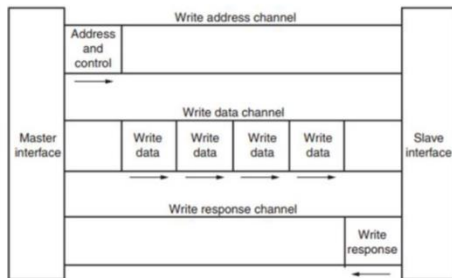 Write address channel
Address
and
control
Write data channel
Master
interface
Write
data
Write
data
Write
data
Write
data
Slave
interface
Write response channel
Write
response